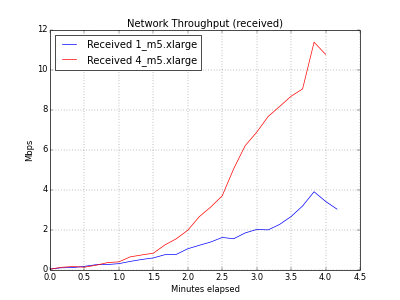 Network Throughput (received)
12
10
8
6
4
2
0
Mbps
Received 1_m5.xlarge
Received 4_m5.xlarge
0.0 0.5 1.0 1.5 2.0 2.5 3.0 3.5 4.0 4.5
Minutes elapsed